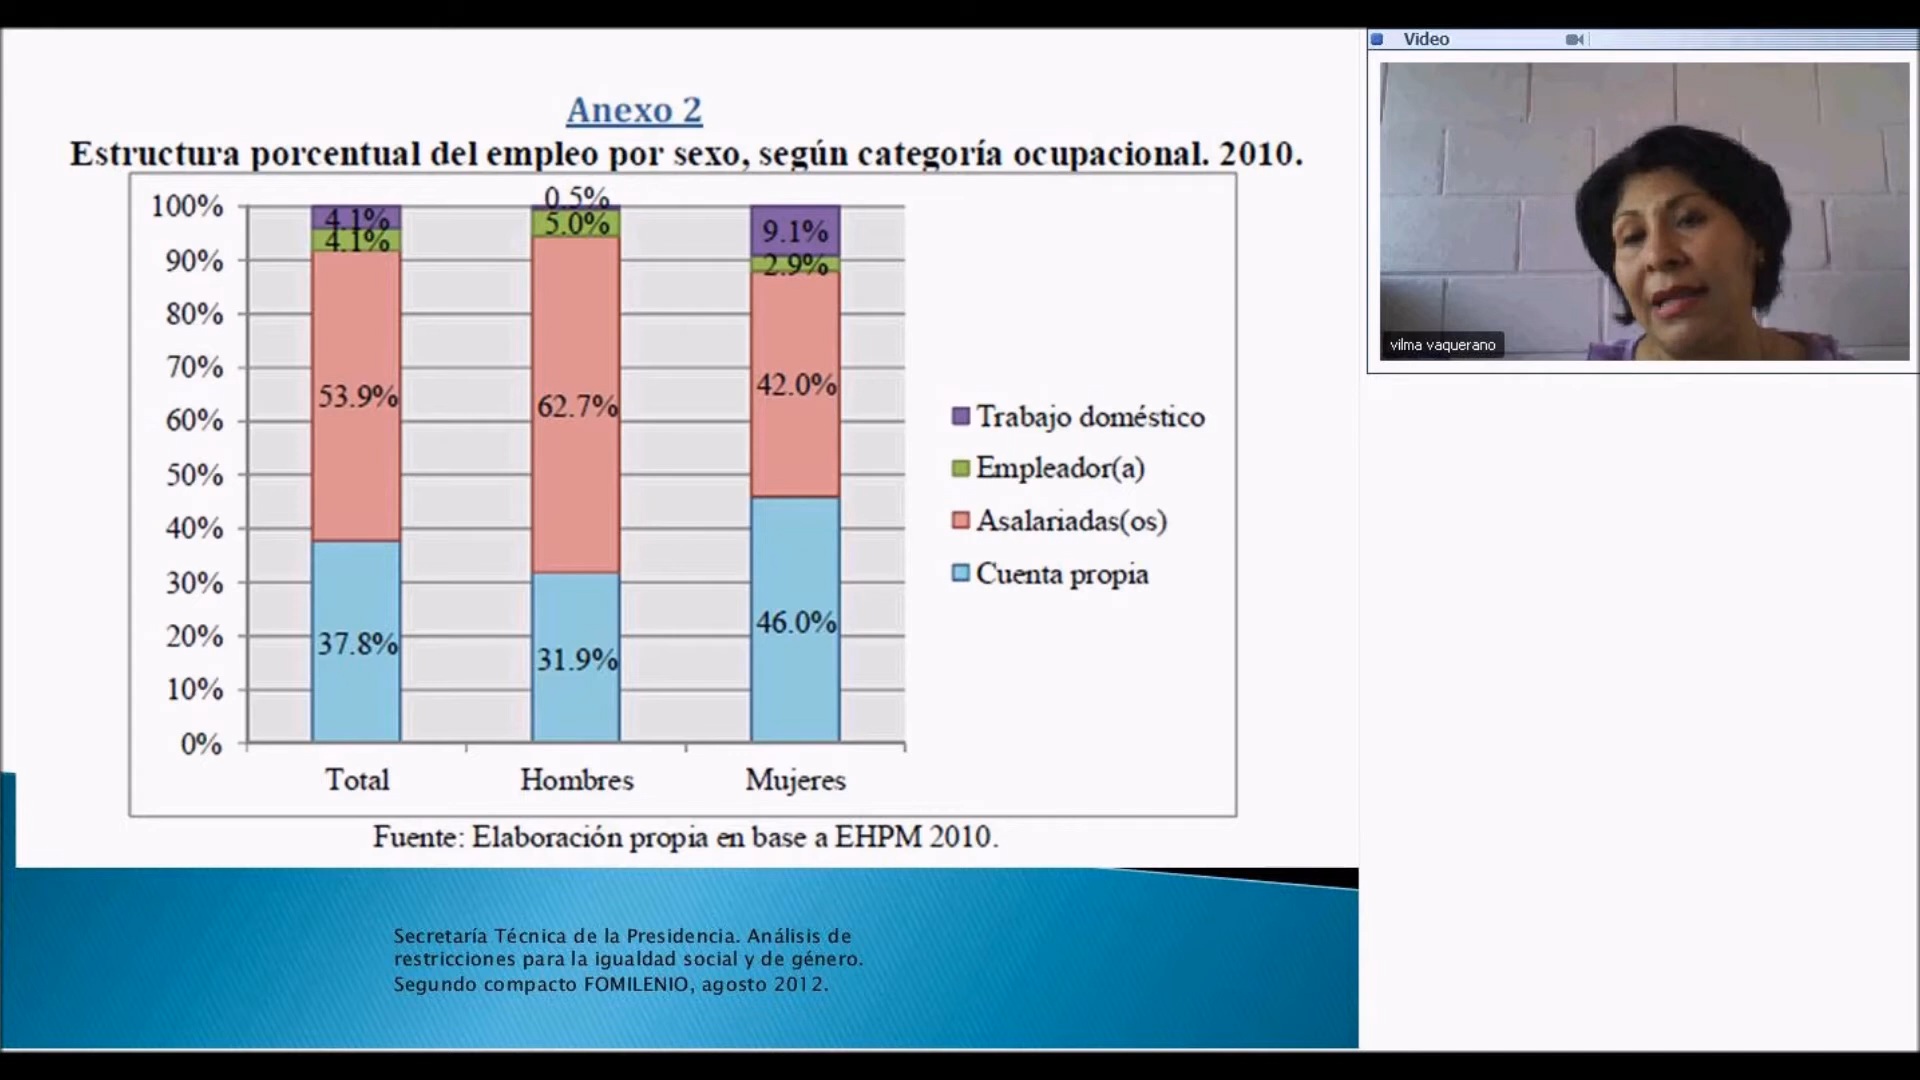 Anexo 2
Estructura porcentual del empleo por sexo, según categoría ocupacional. 2010.
100%
90%
80%
70%
60%
50%
40%
30%
20%
10%
0%
4.1%
4.1%
53.9%
37.8%
0.5%
5.0%
62.7%
31.9%
9.1%
2.9%
42.0%
46.0%
Total
Hombres
Mujeres
Trabajo doméstico
Empleador(a)
Asalariadas(os)
Cuenta propia
Fuente: Elaboración propia en base a EHPM 2010.
Secretaría Técnica de la Presidencia. Análisis de
restricciones para la igualdad social y de género.
Segundo compacto FOMILENIO, agosto 2012.
Video
vilma vaquerano